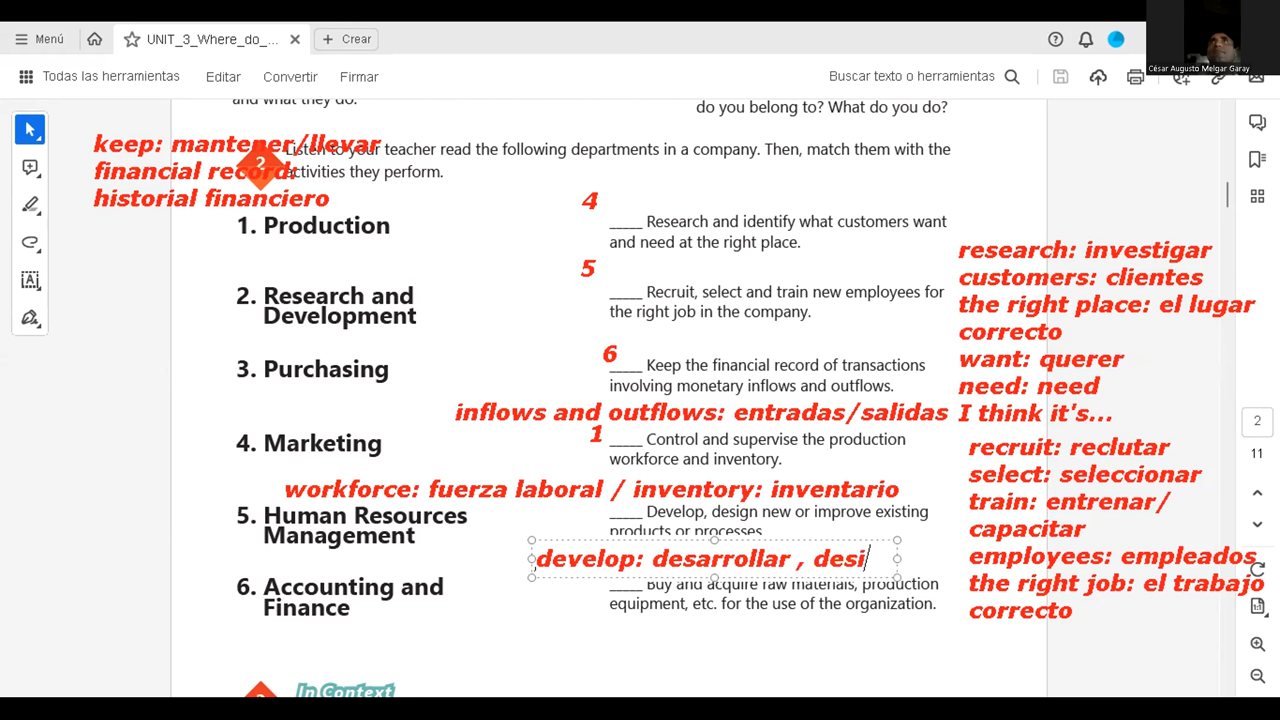 Menú
UNIT_3_Where_do_...
Crear
César Augusto Melgar Garay
Todas las herramientas
Editar
Convertir
Firmar
Buscar texto o herramientas
and what they do.
do you belong to? What do you do?
keep: mantener/llevar
financial record:
historial financiero
2
Listen to your teacher read the following departments in a company. Then, match them with the
activities they perform.
1. Production
4
_____ Research and identify what customers want
and need at the right place.
2. Research and
Development
5
_____ Recruit, select and train new employees for
the right job in the company.
3. Purchasing
6
_____ Keep the financial record of transactions
involving monetary inflows and outflows.
inflows and outflows: entradas/salidas
4. Marketing
1
_____ Control and supervise the production
workforce and inventory.
workforce: fuerza laboral / inventory: inventario
5. Human Resources
Management
_____ Develop, design new or improve existing
products or processes
develop: desarrollar , desi
6. Accounting and
Finance
_____ Buy and acquire raw materials, production
equipment, etc. for the use of the organization.
research: investigar
customers: clientes
the right place: el lugar
correcto
want: querer
need: need
I think it's...
recruit: reclutar
select: seleccionar
train: entrenar/
capacitar
employees: empleados
the right job: el trabajo
correcto
2
11
In Context